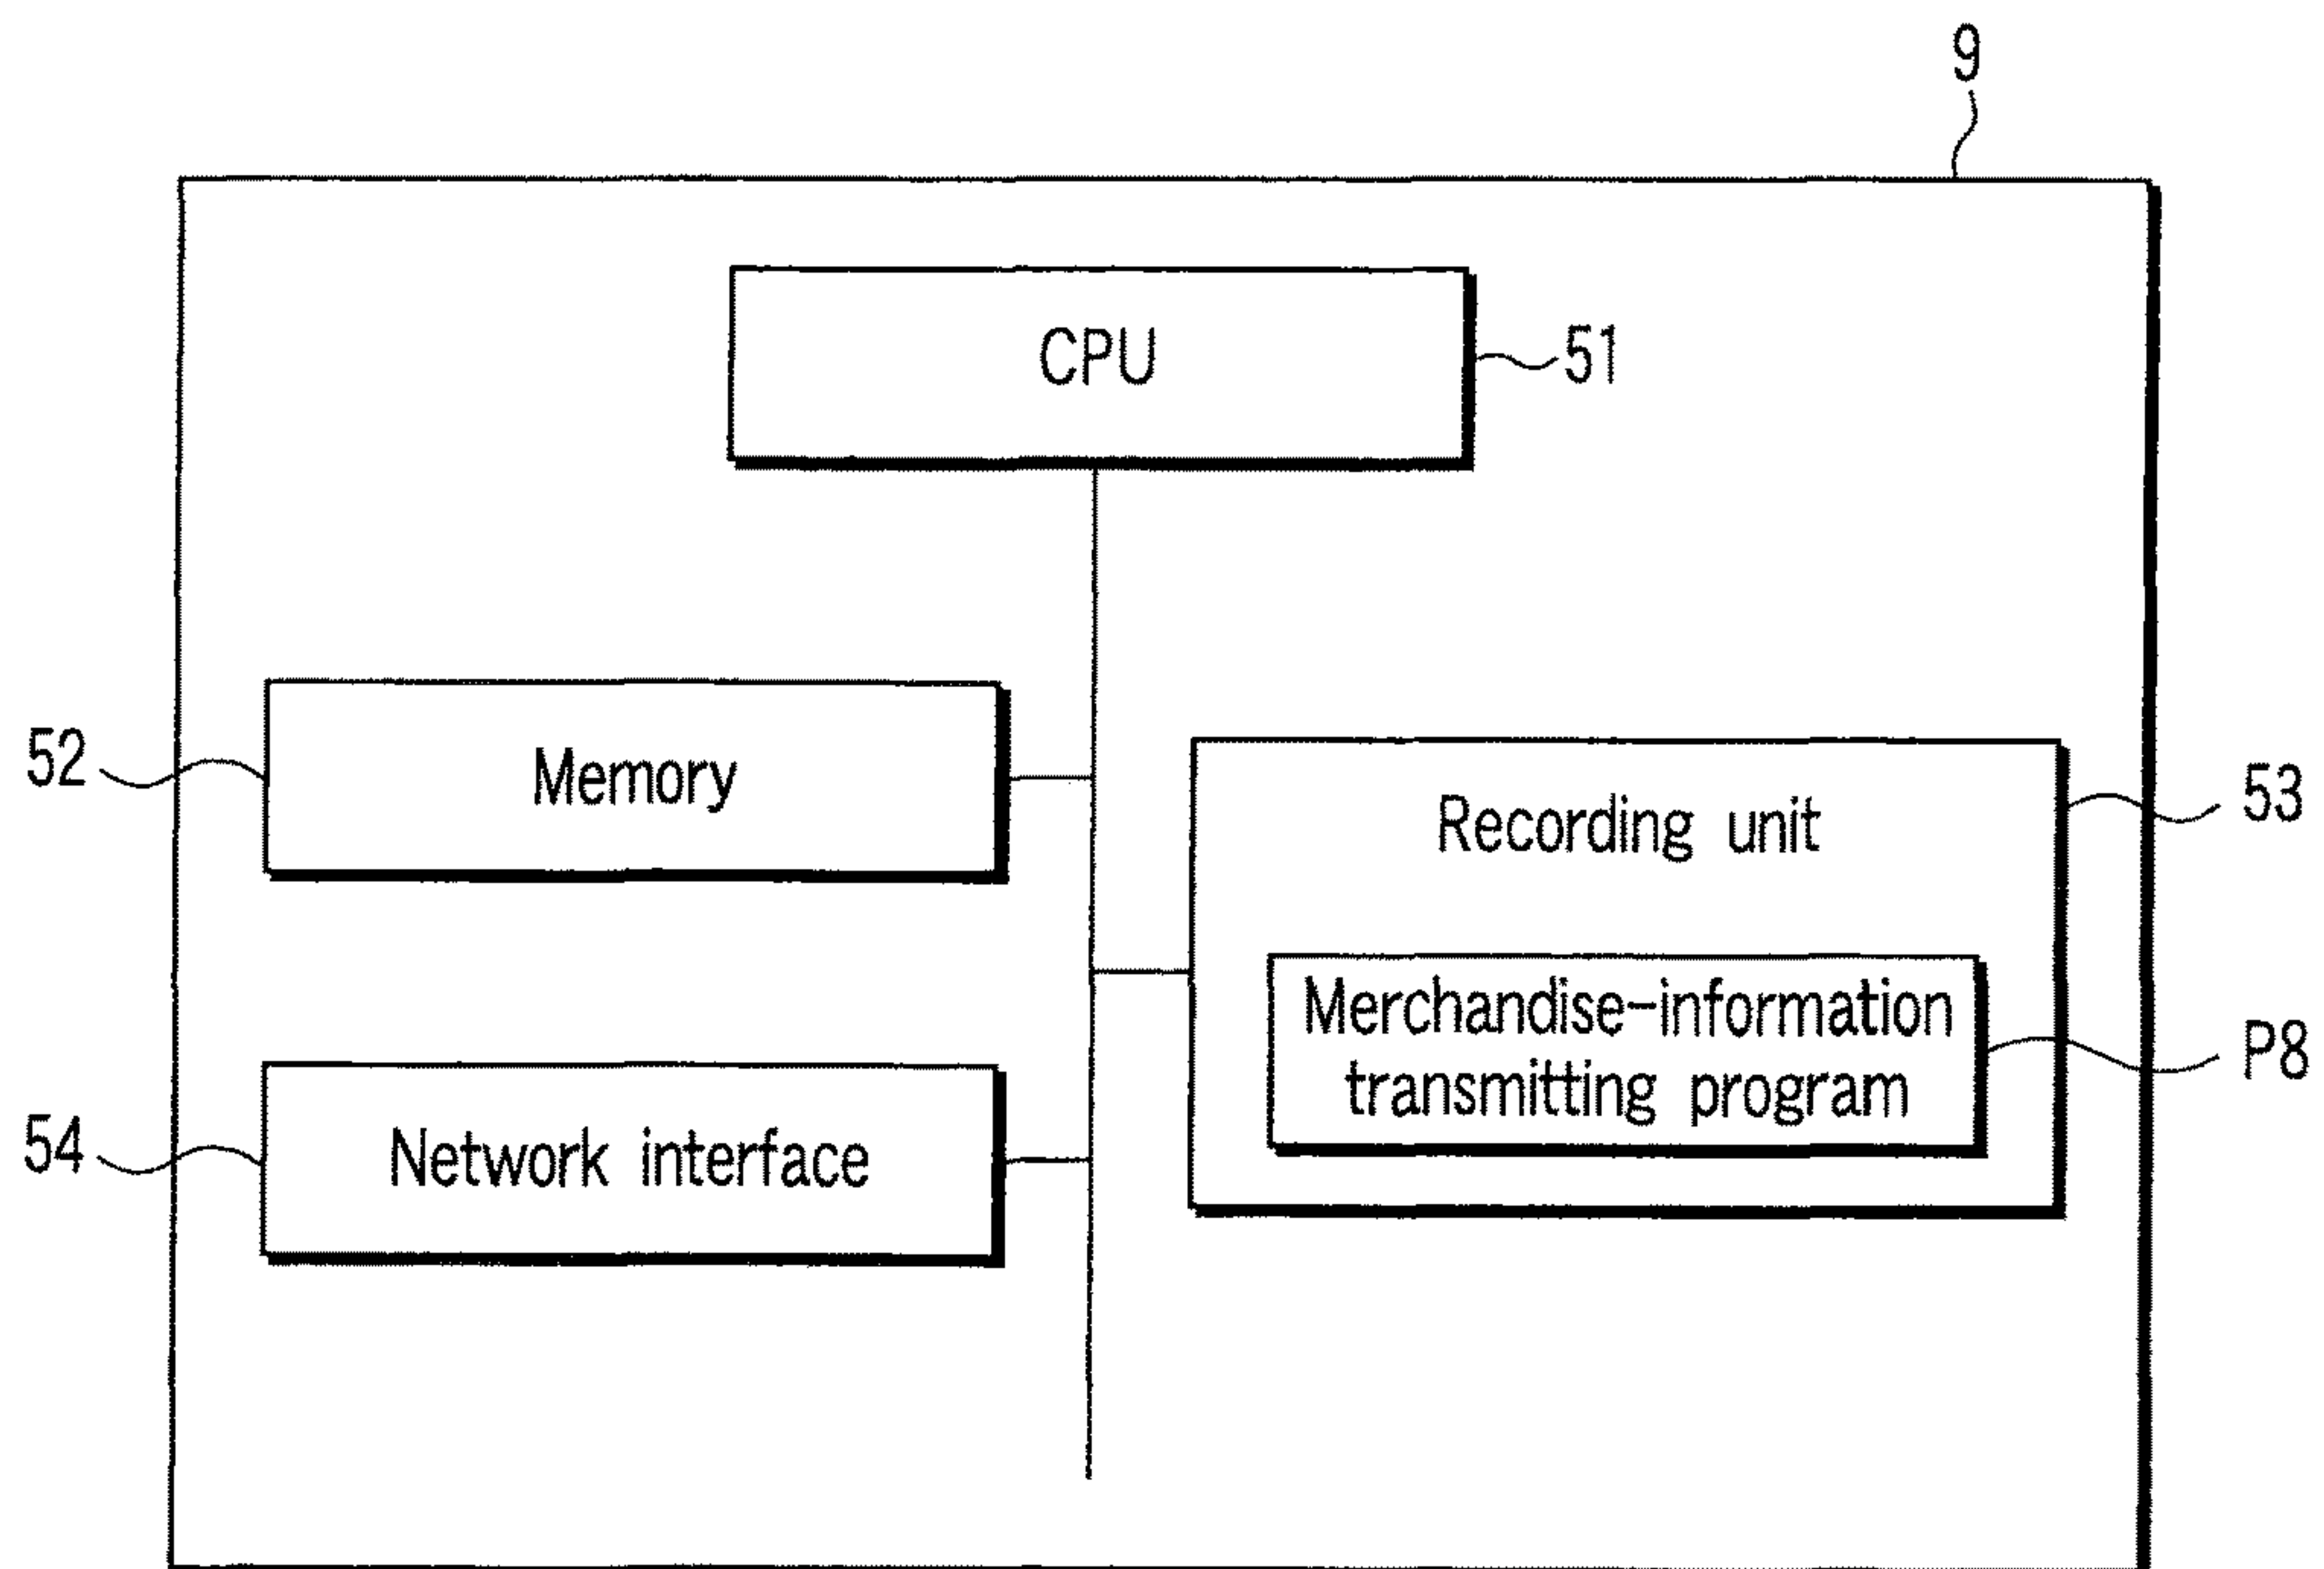 9
CPU
51
52
Memory
Recording unit
53
Merchandise-information
transmitting program
P8
54
Network interface